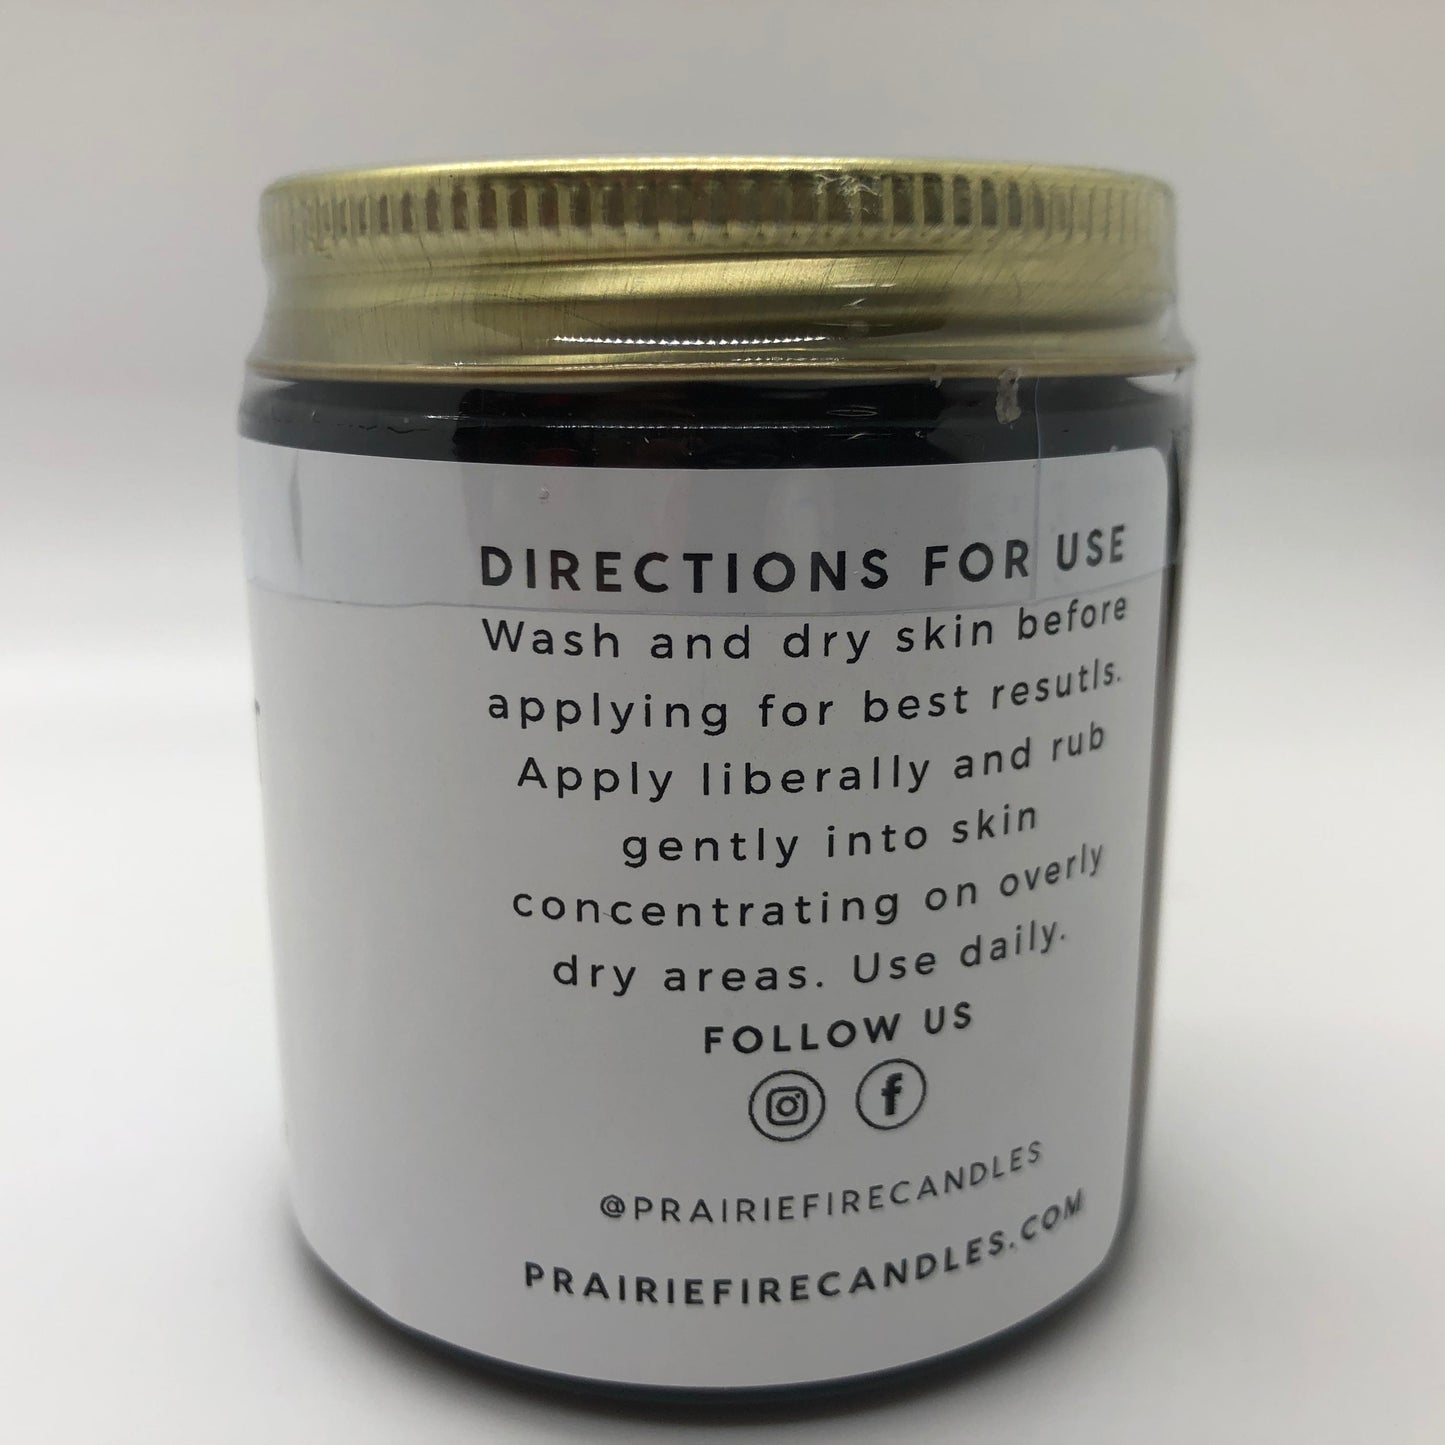 DIRECTIONS FOR USE
Wash and dry skin before
applying for best resutls.
Apply liberally and rub
gently into skin
concentrating on overly
dry areas. Use daily.
FOLLOW US
@PRAIRIEFIRECANDLES
PRAIRIEFIRECANDLES.COM